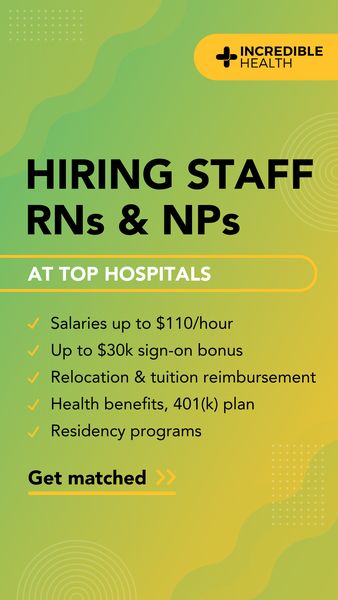 INCREDIBLE
HEALTH
HIRING STAFF
RNs & NPs
AT TOP HOSPITALS
Salaries up to $110/hour
Up to $30k sign-on bonus
Relocation & tuition reimbursement
Health benefits, 401(k) plan
Residency programs
Get matched